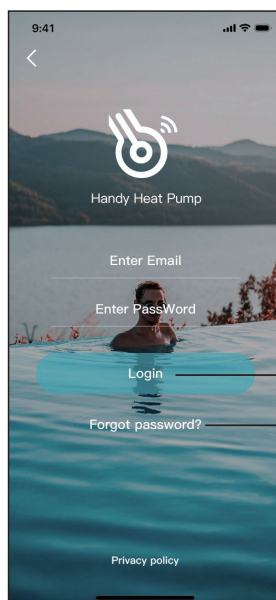 9:41
Handy Heat Pump
Enter Email
Enter PassWord
Login
Forgot password?
Privacy policy